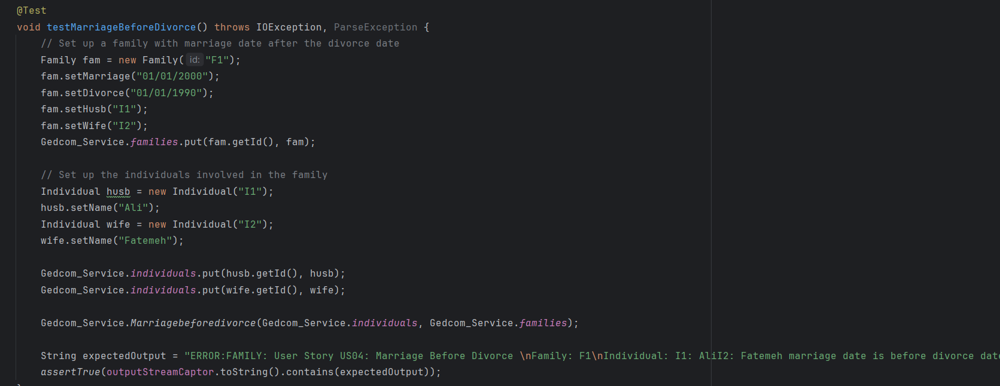 @Test
void testMarriageBeforeDivorce() throws IOException, ParseException {
// Set up a family with marriage date after the divorce date
Family fam = new Family( id: "F1");
fam.setMarriage("01/01/2000");
fam.setDivorce("01/01/1990");
fam.setHusb("I1");
fam.setWife("I2");
Gedcom_Service.families.put(fam.getId(), fam);
// Set up the individuals involved in the family
Individual husb = new Individual("I1");
husb.setName("Ali");
Individual wife = new Individual("I2");
wife.setName("Fatemeh");
Gedcom_Service.individuals.put(husb.getId(), husb);
Gedcom_Service.individuals.put(wife.getId(), wife);
Gedcom_Service.Marriagebeforedivorce(Gedcom_Service.individuals, Gedcom_Service.families);
String expectedOutput = "ERROR:FAMILY: User Story US04: Marriage Before Divorce \nFamily: F1\nIndividual: I1: AliI2: Fatemeh marriage date is before divorce date
assertTrue(outputStreamCaptor.toString().contains(expectedOutput));